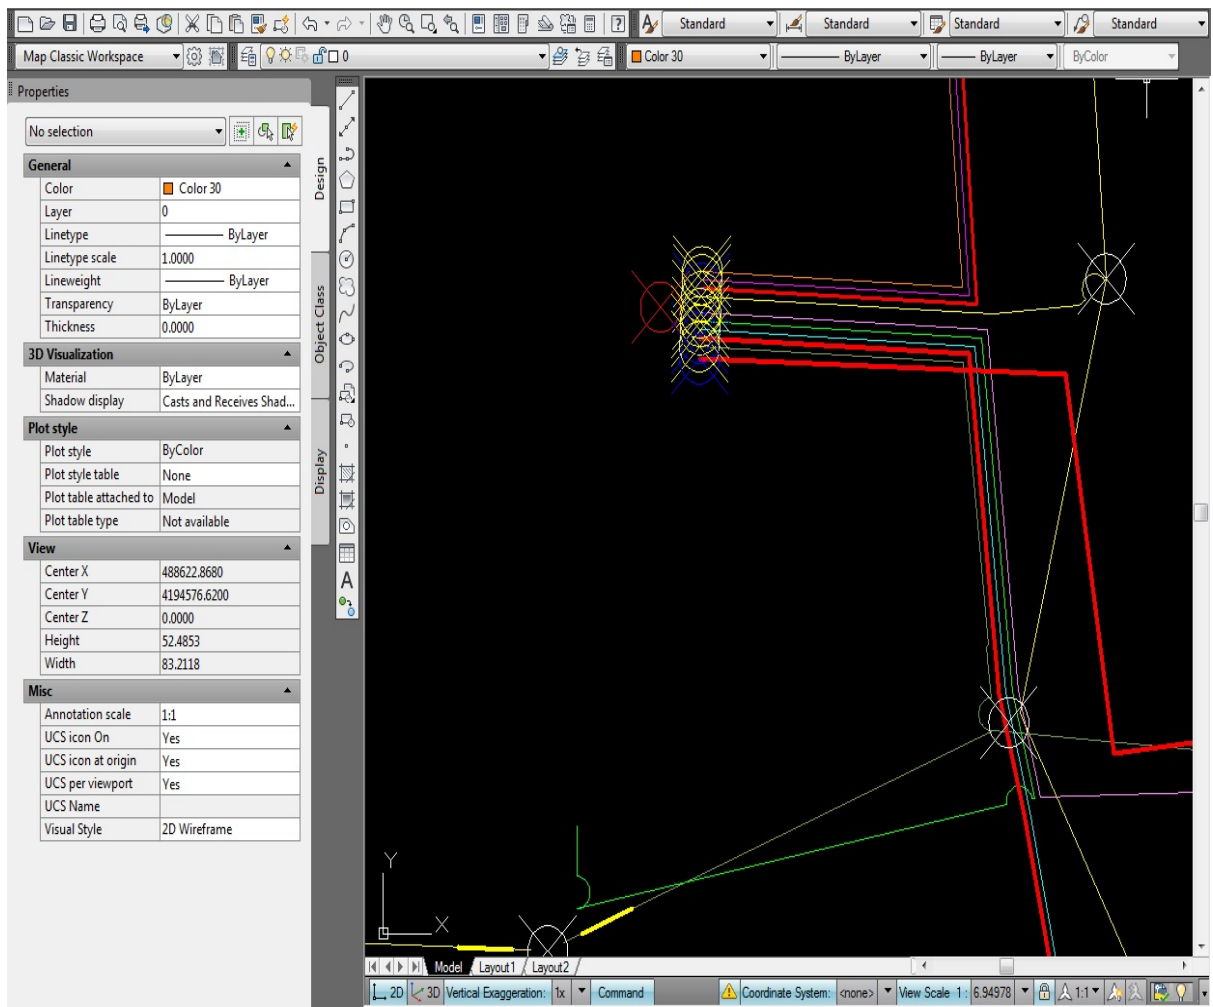 Standard Standard Standard Standard
Map Classic Workspace 0 Color 30 ByLayer ByLayer ByColor
Properties
No selection
General
Color Color 30
Layer 0
Linetype ByLayer
Linetype scale 1.0000
Lineweight ByLayer
Transparency ByLayer
Thickness 0.0000
3D Visualization
Material ByLayer
Shadow display Casts and Receives Shad...
Plot style
Plot style ByColor
Plot style table None
Plot table attached to Model
Plot table type Not available
View
Center X 488622.8680
Center Y 4194576.6200
Center Z 0.0000
Height 52.4853
Width 83.2118
Misc
Annotation scale 1:1
UCS icon On Yes
UCS icon at origin Yes
UCS per viewport Yes
UCS Name
Visual Style 2D Wireframe
Design
Object Class
Display
A
Y
X
Model Layout1 Layout2
2D 3D Vertical Exaggeration: 1x Command Coordinate System: <none> View Scale 1 : 6.94978 1:1